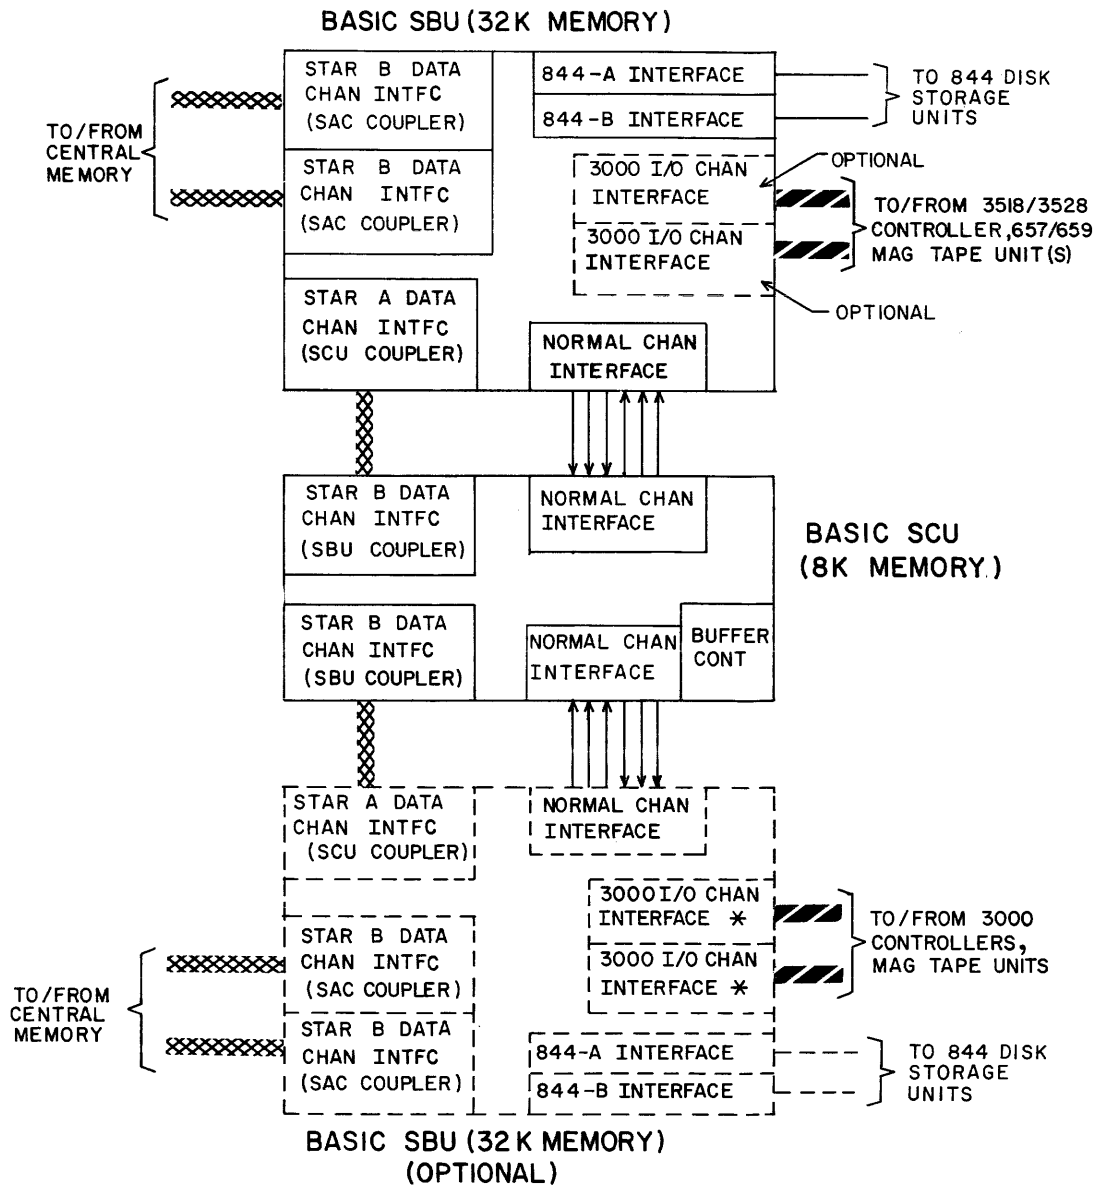 BASIC SBU (32K MEMORY)
STAR B DATA
CHAN INTFC
(SAC COUPLER)
844-A INTERFACE
844-B INTERFACE
TO 844 DISK
STORAGE
UNITS
TO/FROM
CENTRAL
MEMORY
STAR B DATA
CHAN INTFC
(SAC COUPLER)
3000 I/O CHAN
INTERFACE
OPTIONAL
3000 I/O CHAN
INTERFACE
TO/FROM 3518/3528
CONTROLLER,657/659
MAG TAPE UNIT(S)
OPTIONAL
STAR A DATA
CHAN INTFC
(SCU COUPLER)
NORMAL CHAN
INTERFACE
STAR B DATA
CHAN INTFC
(SBU COUPLER)
NORMAL CHAN
INTERFACE
BASIC SCU
(8K MEMORY.)
STAR B DATA
CHAN INTFC
(SBU COUPLER)
NORMAL CHAN
INTERFACE
BUFFER
CONT
STAR A DATA
CHAN INTFC
(SCU COUPLER)
NORMAL CHAN
INTERFACE
3000 I/O CHAN
INTERFACE *
3000 I/O CHAN
INTERFACE *
TO/FROM 3000
CONTROLLERS,
MAG TAPE UNITS
STAR B DATA
CHAN INTFC
(SAC COUPLER)
TO/FROM
CENTRAL
MEMORY
STAR B DATA
CHAN INTFC
(SAC COUPLER)
844-A INTERFACE
844-B INTERFACE
TO 844 DISK
STORAGE
UNITS
BASIC SBU (32K MEMORY)
(OPTIONAL)